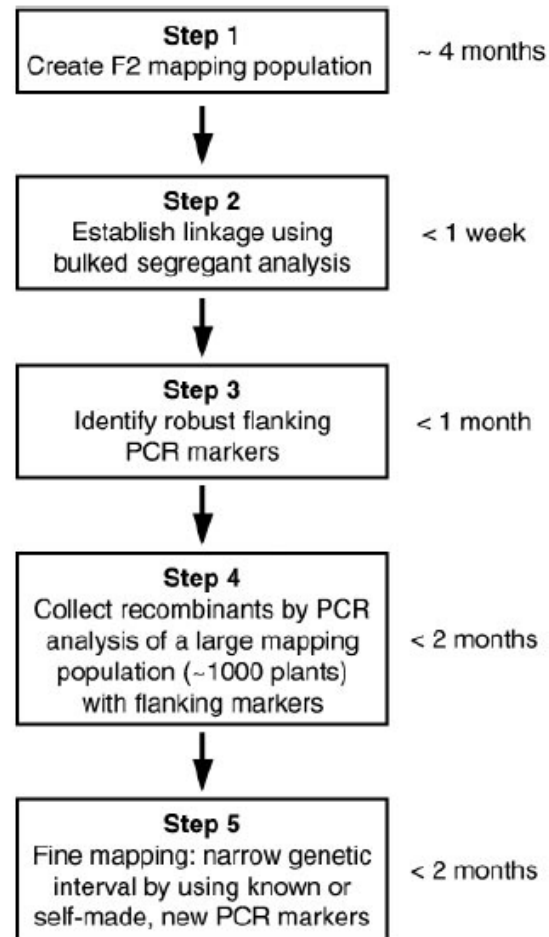 Step 1
Create F2 mapping population
~ 4 months
Step 2
Establish linkage using
bulked segregant analysis
< 1 week
Step 3
Identify robust flanking
PCR markers
< 1 month
Step 4
Collect recombinants by PCR
analysis of a large mapping
population (~1000 plants)
with flanking markers
< 2 months
Step 5
Fine mapping: narrow genetic
interval by using known or
self-made, new PCR markers
< 2 months